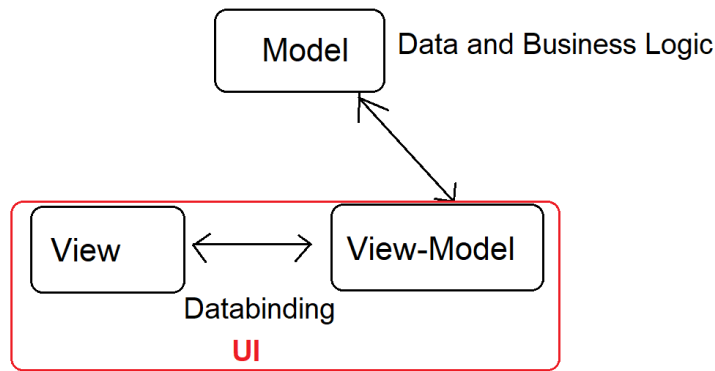 Model
Data and Business Logic
View
View-Model
Databinding
UI